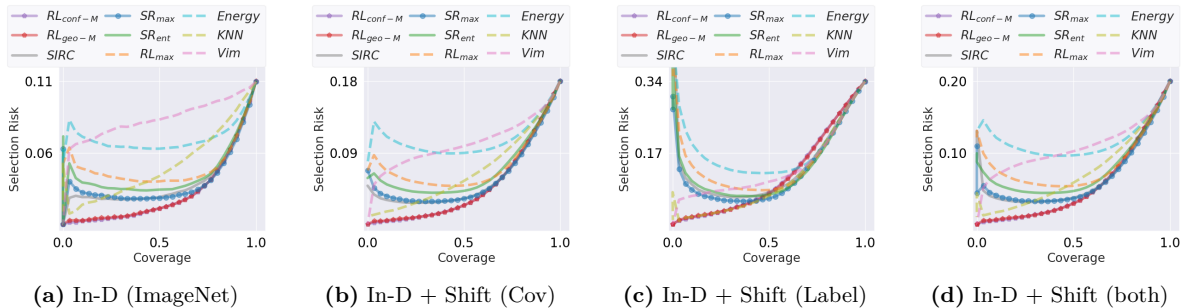 RL_conf−M SR_max Energy
RL_geo−M SR_ent KNN
SIRC RL_max Vim
0.11
0.06
Selection Risk
0.0 0.5 1.0
Coverage
(a) In-D (ImageNet)
RL_conf−M SR_max Energy
RL_geo−M SR_ent KNN
SIRC RL_max Vim
0.18
0.09
Selection Risk
0.0 0.5 1.0
Coverage
(b) In-D + Shift (Cov)
RL_conf−M SR_max Energy
RL_geo−M SR_ent KNN
SIRC RL_max Vim
0.34
0.17
Selection Risk
0.0 0.5 1.0
Coverage
(c) In-D + Shift (Label)
RL_conf−M SR_max Energy
RL_geo−M SR_ent KNN
SIRC RL_max Vim
0.20
0.10
Selection Risk
0.0 0.5 1.0
Coverage
(d) In-D + Shift (both)